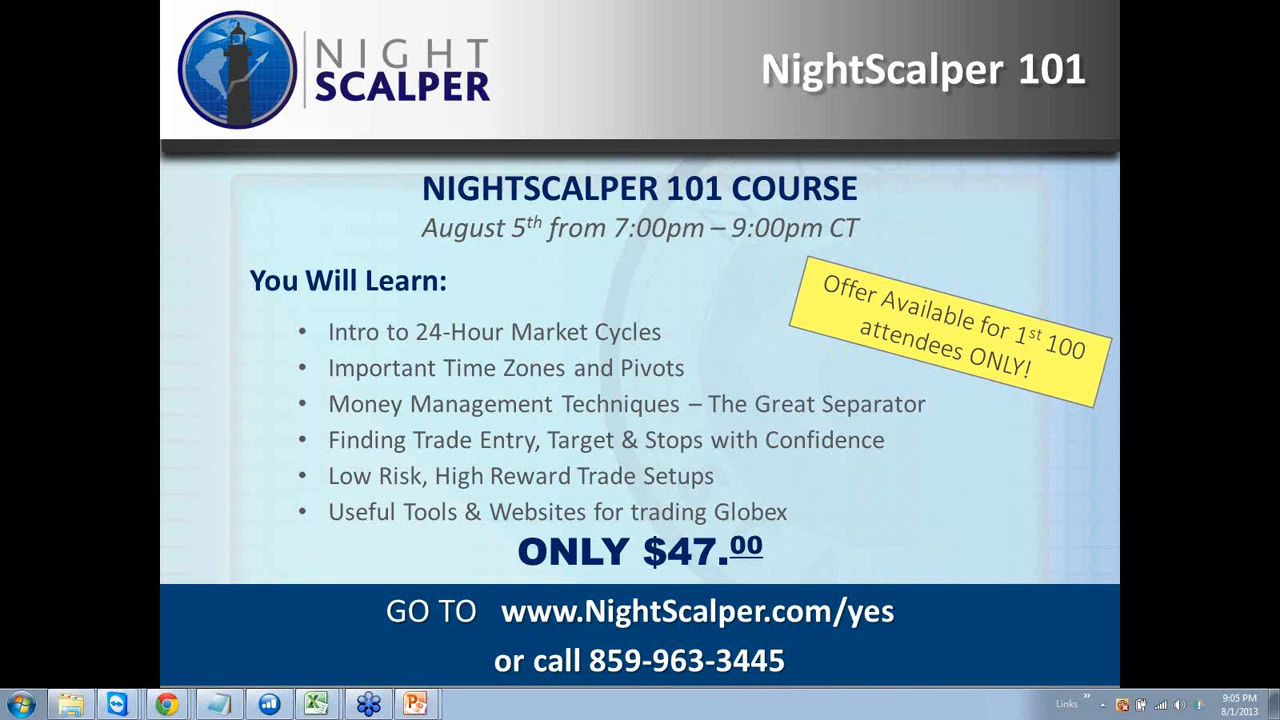 NIGHT
SCALPER
NightScalper 101
NIGHTSCALPER 101 COURSE
August 5th from 7:00pm – 9:00pm CT
You Will Learn:
Offer Available for 1st 100
attendees ONLY!
• Intro to 24-Hour Market Cycles
• Important Time Zones and Pivots
• Money Management Techniques – The Great Separator
• Finding Trade Entry, Target & Stops with Confidence
• Low Risk, High Reward Trade Setups
• Useful Tools & Websites for trading Globex
ONLY $47.00
GO TO www.NightScalper.com/yes
or call 859-963-3445
Links »
9:05 PM
8/1/2013